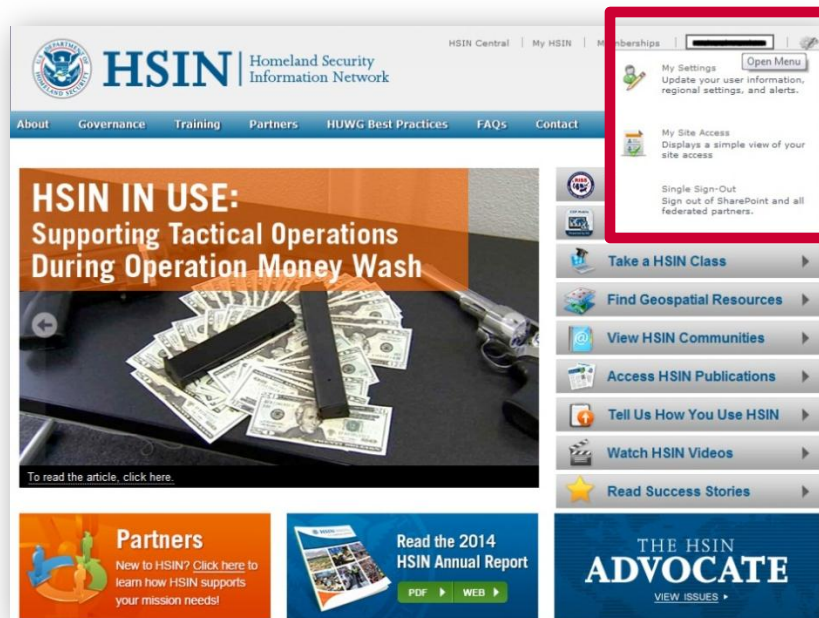 HSIN
Homeland Security
Information Network
HSIN Central | My HSIN | Memberships |
Open Menu
My Settings
Update your user information,
regional settings, and alerts.
My Site Access
Displays a simple view of your
site access
Single Sign-Out
Sign out of SharePoint and all
federated partners.
About Governance Training Partners HUWG Best Practices FAQs Contact
HSIN IN USE:
Supporting Tactical Operations
During Operation Money Wash
To read the article, click here.
Take a HSIN Class
Find Geospatial Resources
View HSIN Communities
Access HSIN Publications
Tell Us How You Use HSIN
Watch HSIN Videos
Read Success Stories
Partners
New to HSIN? Click here to
learn how HSIN supports
your mission needs!
Read the 2014
HSIN Annual Report
PDF WEB
THE HSIN
ADVOCATE
VIEW ISSUES